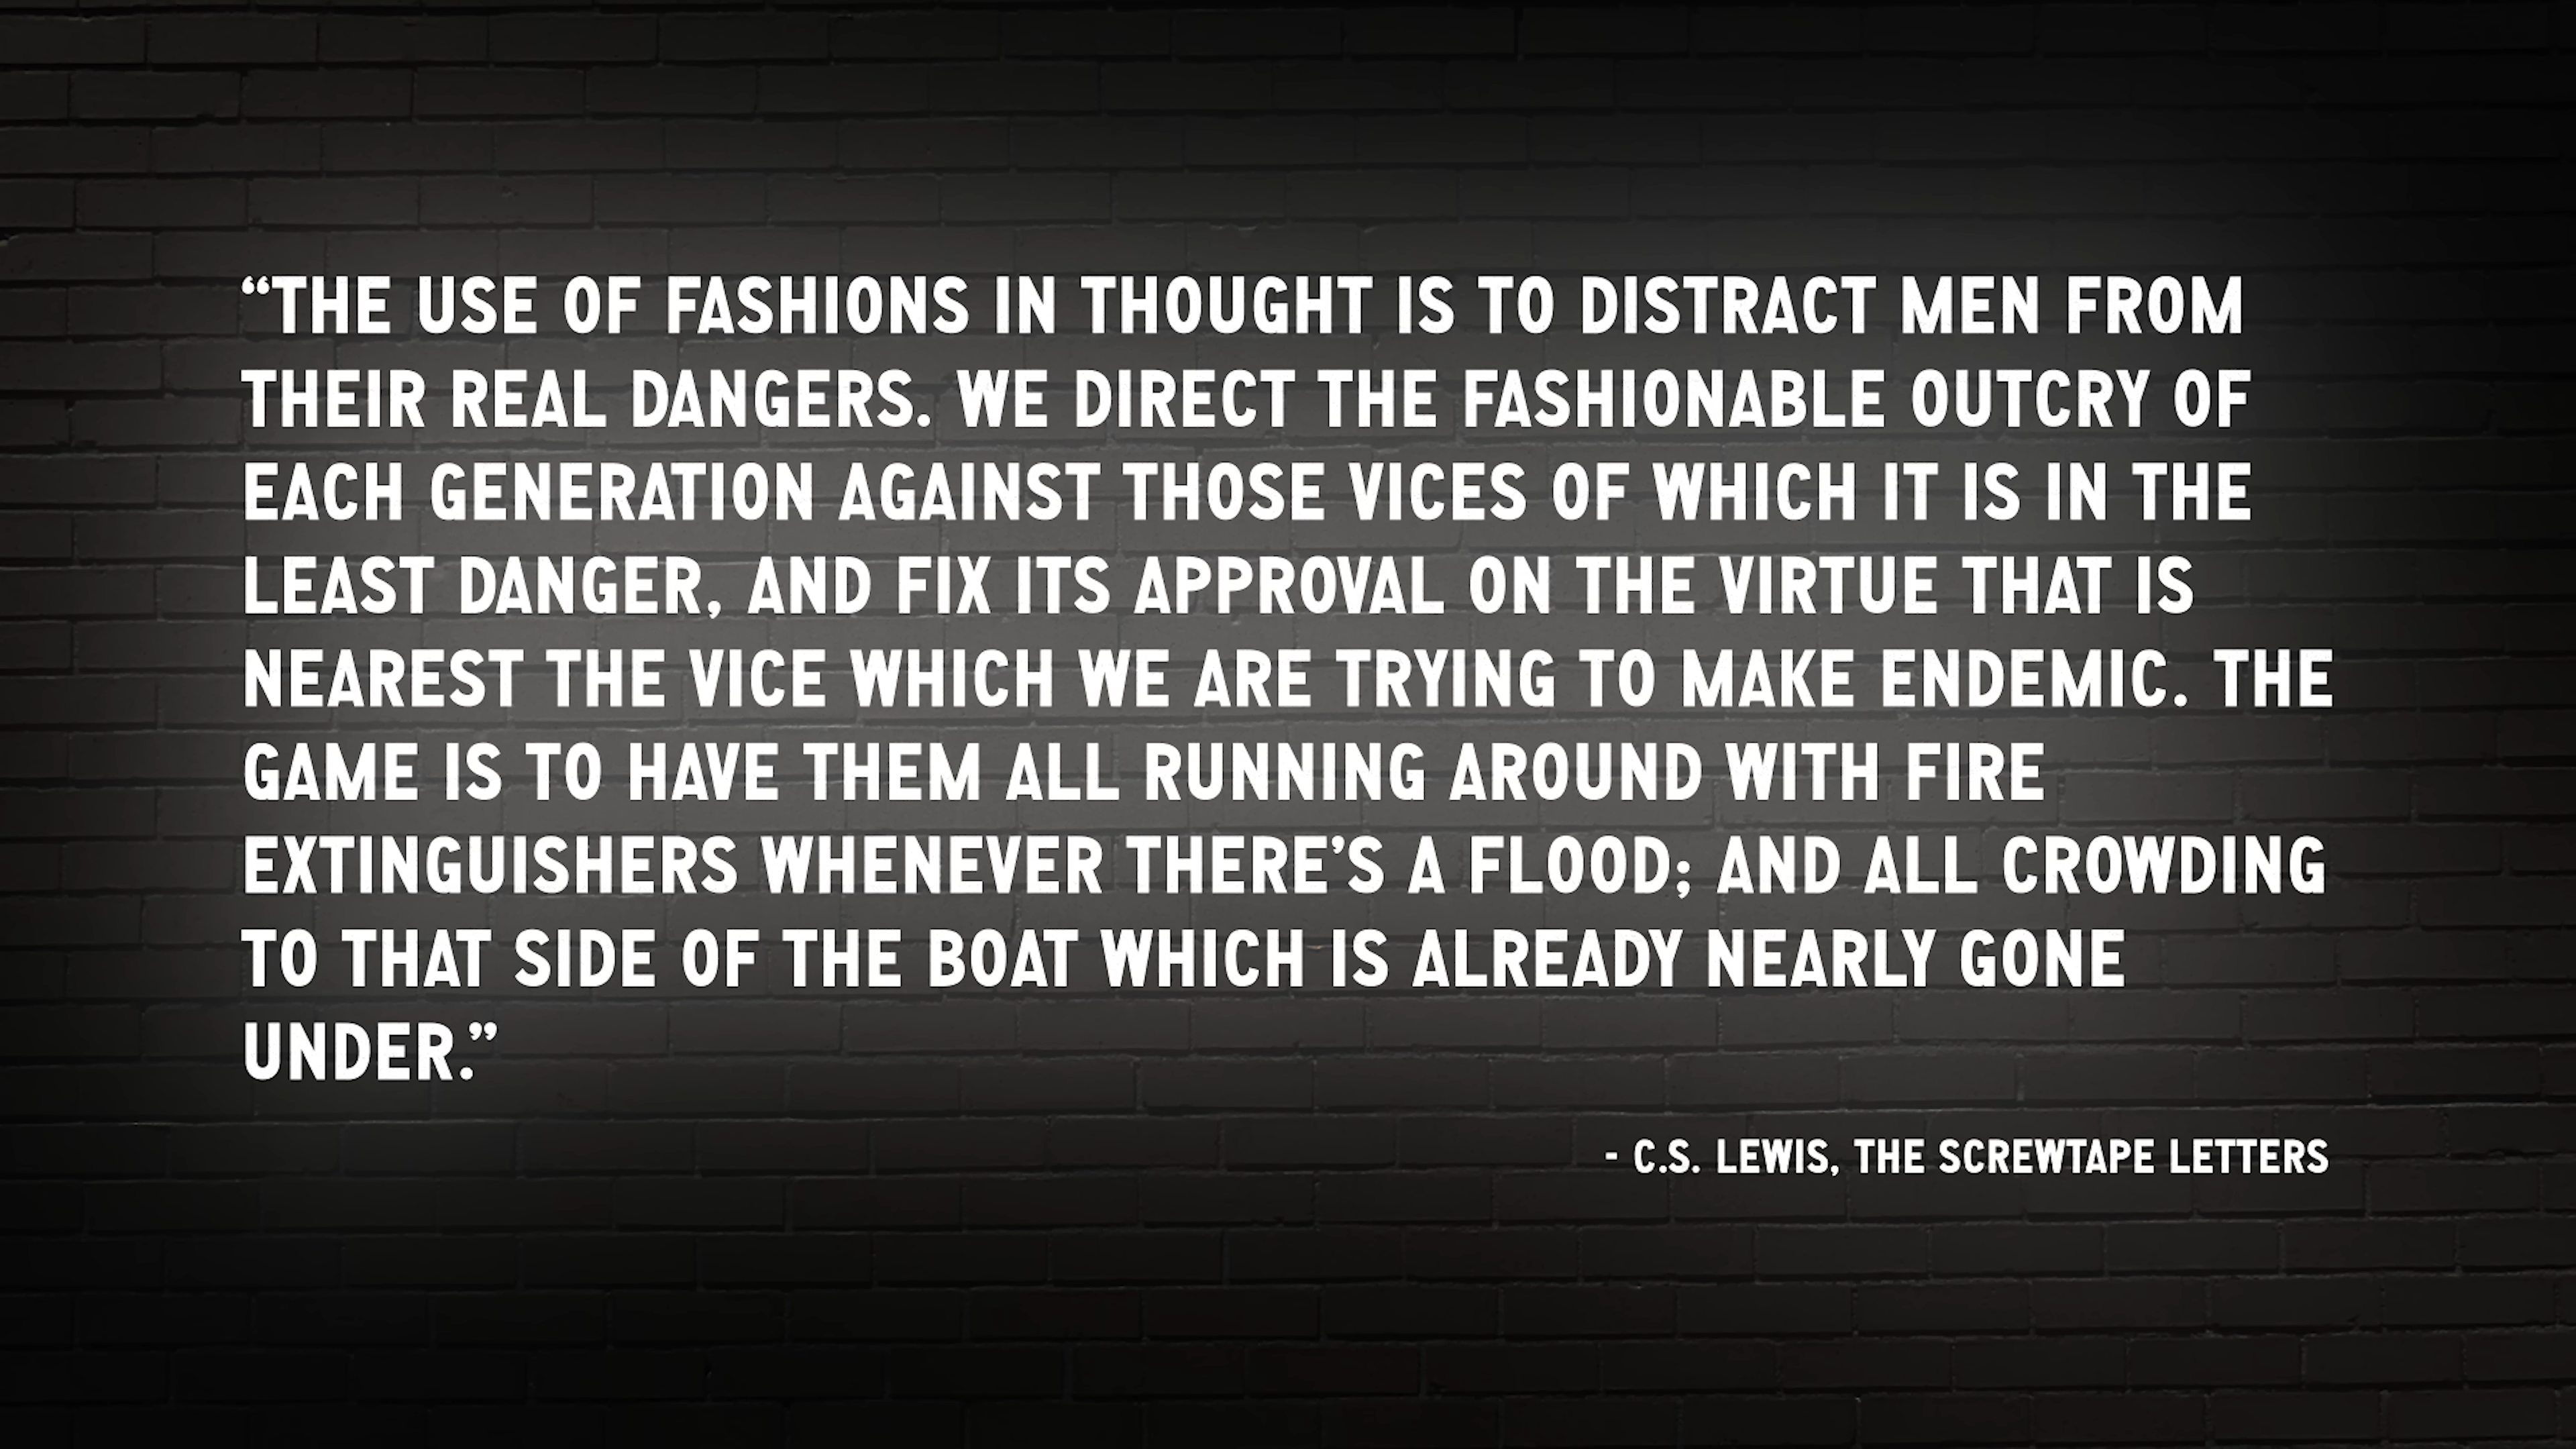 “THE USE OF FASHIONS IN THOUGHT IS TO DISTRACT MEN FROM
THEIR REAL DANGERS. WE DIRECT THE FASHIONABLE OUTCRY OF
EACH GENERATION AGAINST THOSE VICES OF WHICH IT IS IN THE
LEAST DANGER, AND FIX ITS APPROVAL ON THE VIRTUE THAT IS
NEAREST THE VICE WHICH WE ARE TRYING TO MAKE ENDEMIC. THE
GAME IS TO HAVE THEM ALL RUNNING AROUND WITH FIRE
EXTINGUISHERS WHENEVER THERE’S A FLOOD; AND ALL CROWDING
TO THAT SIDE OF THE BOAT WHICH IS ALREADY NEARLY GONE
UNDER.”
- C.S. LEWIS, THE SCREWTAPE LETTERS